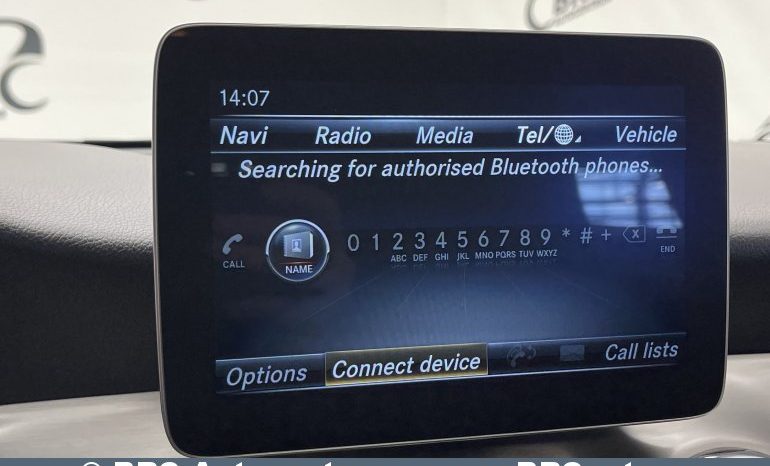 14:07
Navi Radio Media Tel/ Vehicle
Searching for authorised Bluetooth phones...
0 1 2 3 4 5 6 7 8 9 * # +
CALL NAME ABC DEF GHI JKL MNO PQRS TUV WXYZ END
Options Connect device Call lists